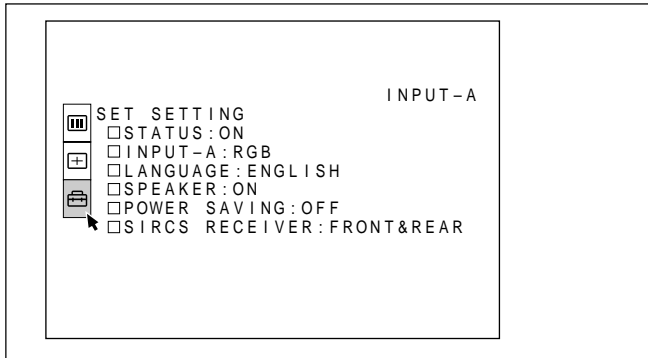 INPUT–A
SET SETTING
□STATUS:ON
□INPUT–A:RGB
□LANGUAGE:ENGLISH
□SPEAKER:ON
□POWER SAVING:OFF
□SIRCS RECEIVER:FRONT&REAR